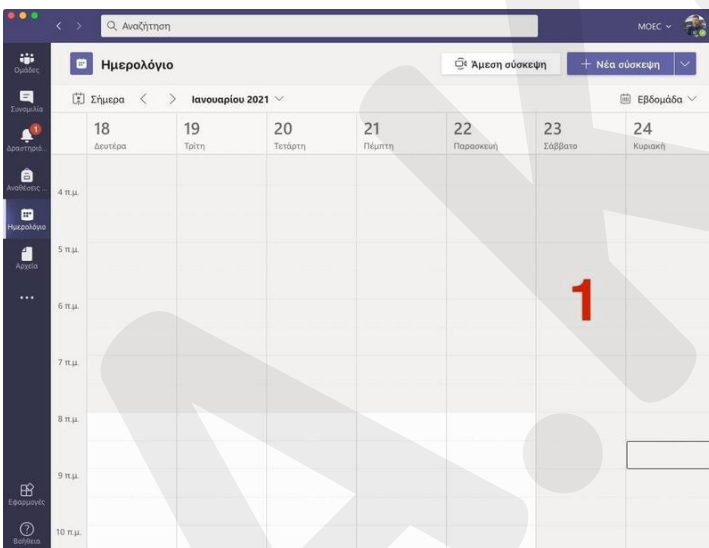 Αναζήτηση
MOEC
Ομάδες
Ημερολόγιο
Άμεση σύσκεψη
+ Νέα σύσκεψη
Συνομιλία
Σήμερα < > Ιανουαρίου 2021
Εβδομάδα
1
Δραστηριό...
18 19 20 21 22 23 24
Δευτέρα Τρίτη Τετάρτη Πέμπτη Παρασκευή Σάββατο Κυριακή
Αναθέσεις ...
4 π.μ.
Ημερολόγιο
5 π.μ.
Αρχεία
...
6 π.μ.
1
7 π.μ.
8 π.μ.
9 π.μ.
Εφαρμογές
10 π.μ.
Βοήθεια